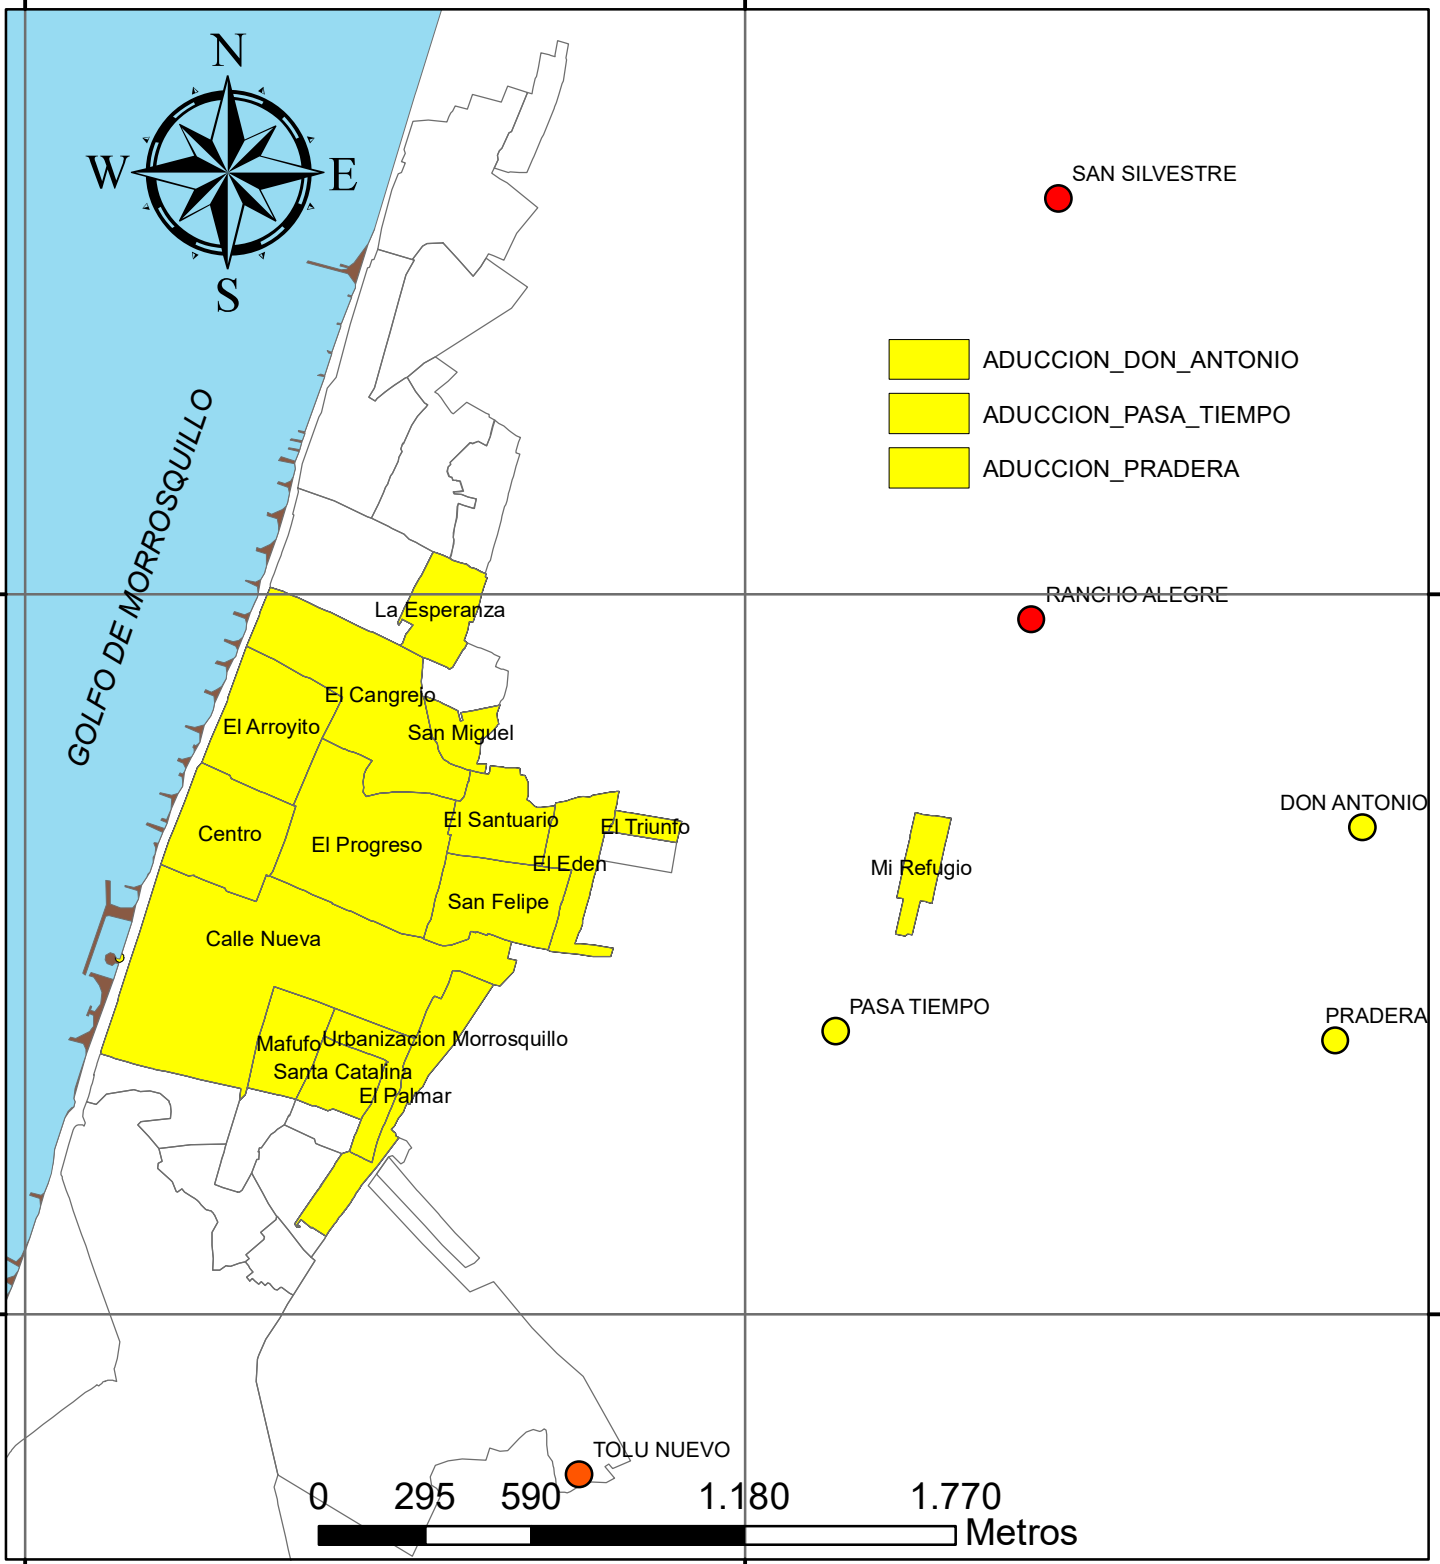 N
W
E
S
SAN SILVESTRE
ADUCCION_DON_ANTONIO
ADUCCION_PASA_TIEMPO
ADUCCION_PRADERA
GOLFO DE MORROSQUILLO
RANCHO ALEGRE
La Esperanza
El Cangrejo
El Arroyito
San Miguel
DON ANTONIO
El Santuario
El Triunfo
Centro
El Progreso
El Eden
Mi Refugio
San Felipe
Calle Nueva
PASA TIEMPO
PRADERA
Mafufo
Urbanizacion Morrosquillo
Santa Catalina
El Palmar
TOLU NUEVO
0 295 590 1.180 1.770
Metros